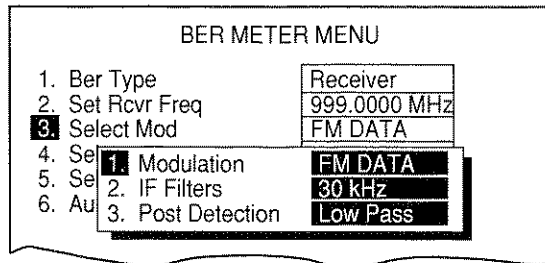 BER METER MENU
1. Ber Type Receiver
2. Set Rcvr Freq 999.0000 MHz
3. Select Mod FM DATA
4. Se
5. Se
6. Au
1. Modulation FM DATA
2. IF Filters 30 kHz
3. Post Detection Low Pass